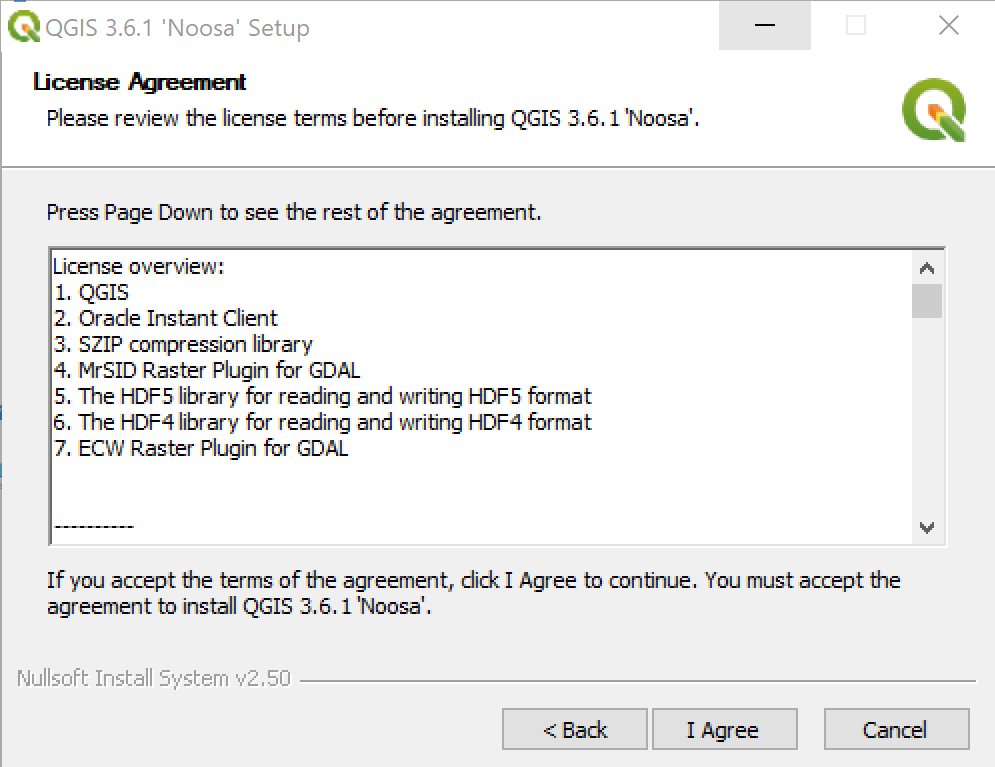 QGIS 3.6.1 'Noosa' Setup
License Agreement
Please review the license terms before installing QGIS 3.6.1 'Noosa'.
Press Page Down to see the rest of the agreement.
License overview:
1. QGIS
2. Oracle Instant Client
3. SZIP compression library
4. MrSID Raster Plugin for GDAL
5. The HDF5 library for reading and writing HDF5 format
6. The HDF4 library for reading and writing HDF4 format
7. ECW Raster Plugin for GDAL
----------
If you accept the terms of the agreement, click I Agree to continue. You must accept the
agreement to install QGIS 3.6.1 'Noosa'.
Nullsoft Install System v2.50
< Back I Agree Cancel